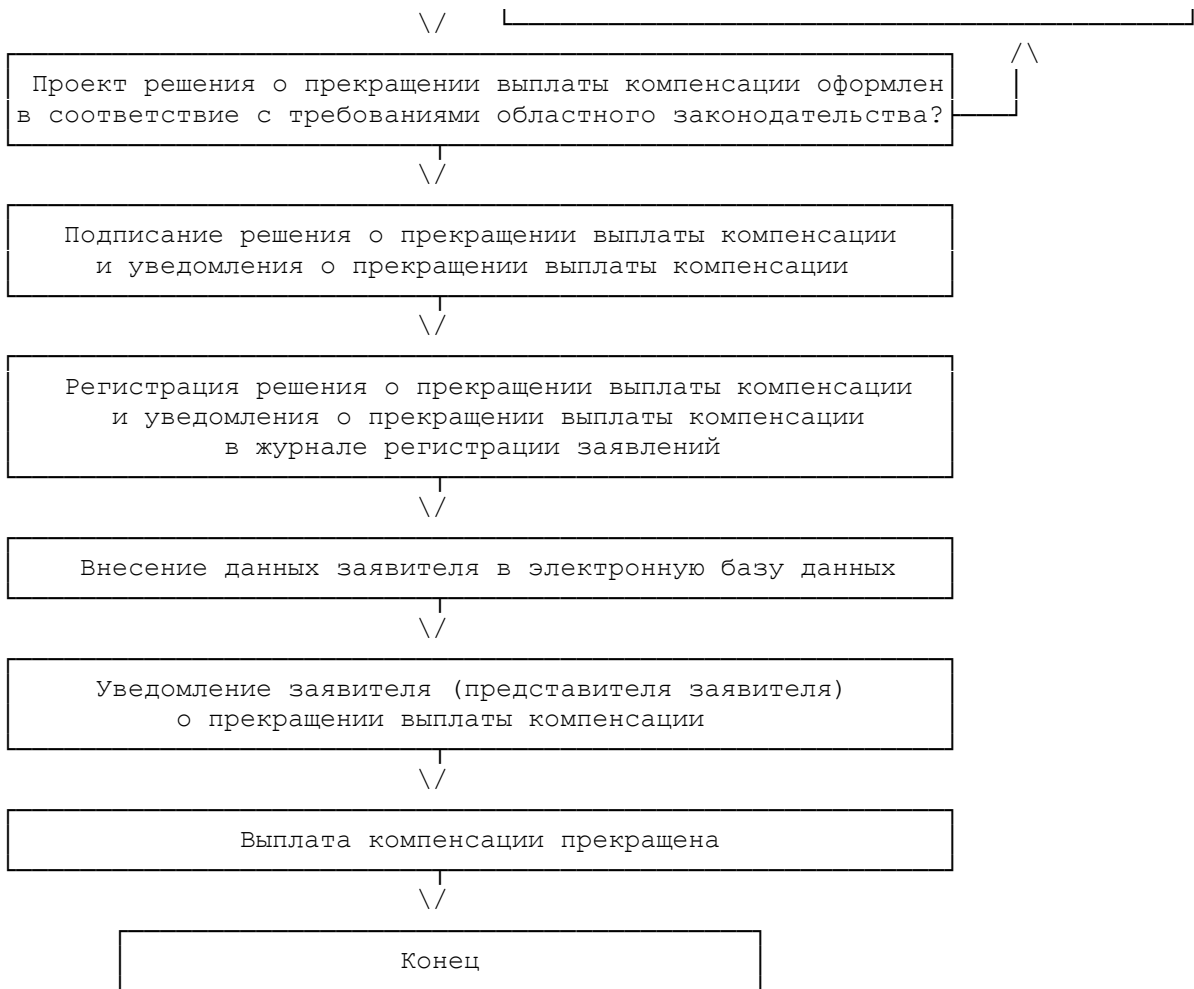 Проект решения о прекращении выплаты компенсации оформлен
в соответствие с требованиями областного законодательства?
Подписание решения о прекращении выплаты компенсации
и уведомления о прекращении выплаты компенсации
Регистрация решения о прекращении выплаты компенсации
и уведомления о прекращении выплаты компенсации
в журнале регистрации заявлений
Внесение данных заявителя в электронную базу данных
Уведомление заявителя (представителя заявителя)
о прекращении выплаты компенсации
Выплата компенсации прекращена
Конец